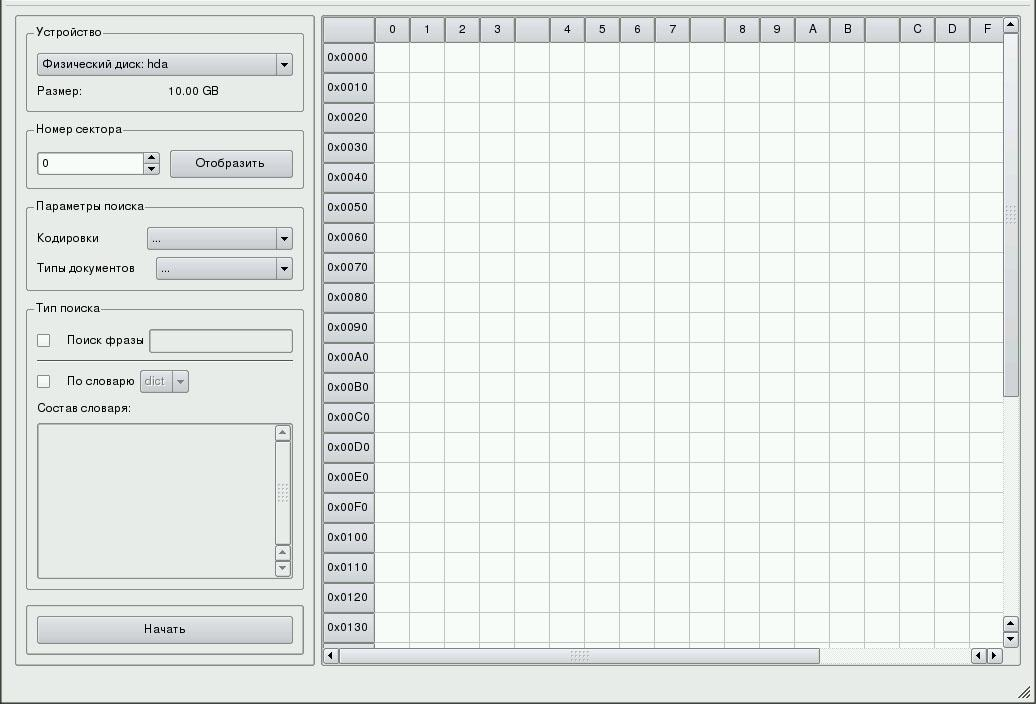 Устройство
Физический диск: hda
Размер: 10.00 GB
Номер сектора
0
Отобразить
Параметры поиска
Кодировки ...
Типы документов ...
Тип поиска
Поиск фразы
По словарю dict
Состав словаря:
Начать
0 1 2 3 4 5 6 7 8 9 A B C D F
0x0000
0x0010
0x0020
0x0030
0x0040
0x0050
0x0060
0x0070
0x0080
0x0090
0x00A0
0x00B0
0x00C0
0x00D0
0x00E0
0x00F0
0x0100
0x0110
0x0120
0x0130